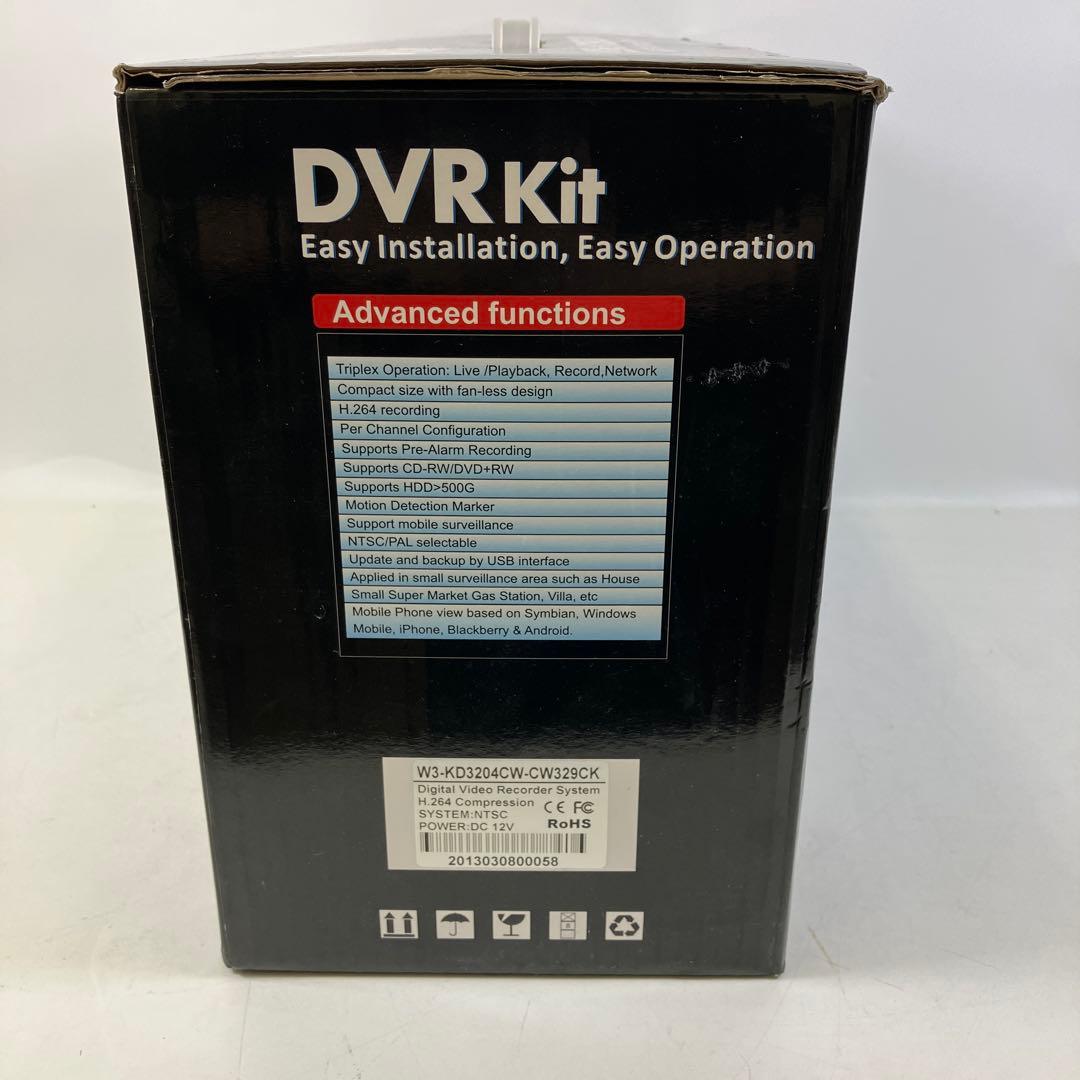 DVR Kit
Easy Installation, Easy Operation
Advanced functions
Triplex Operation: Live /Playback, Record,Network
Compact size with fan-less design
H.264 recording
Per Channel Configuration
Supports Pre-Alarm Recording
Supports CD-RW/DVD+RW
Supports HDD>500G
Motion Detection Marker
Support mobile surveillance
NTSC/PAL selectable
Update and backup by USB interface
Applied in small surveillance area such as House
Small Super Market Gas Station, Villa, etc
Mobile Phone view based on Symbian, Windows
Mobile, iPhone, Blackberry & Android.
W3-KD3204CW-CW329CK
Digital Video Recorder System
H.264 Compression CE FC
SYSTEM:NTSC
POWER:DC 12V RoHS
2013030800058